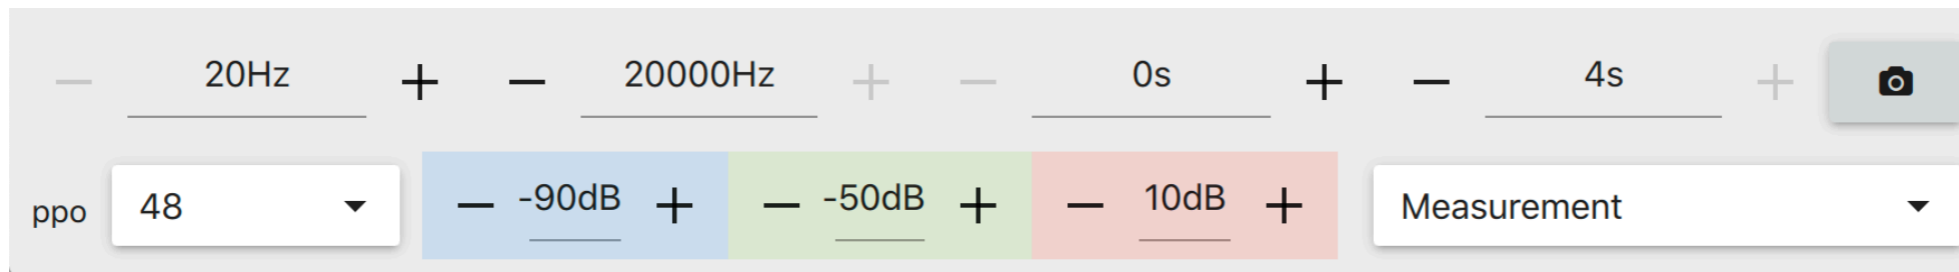 20Hz 20000Hz 0s 4s
ppo 48 -90dB -50dB 10dB Measurement